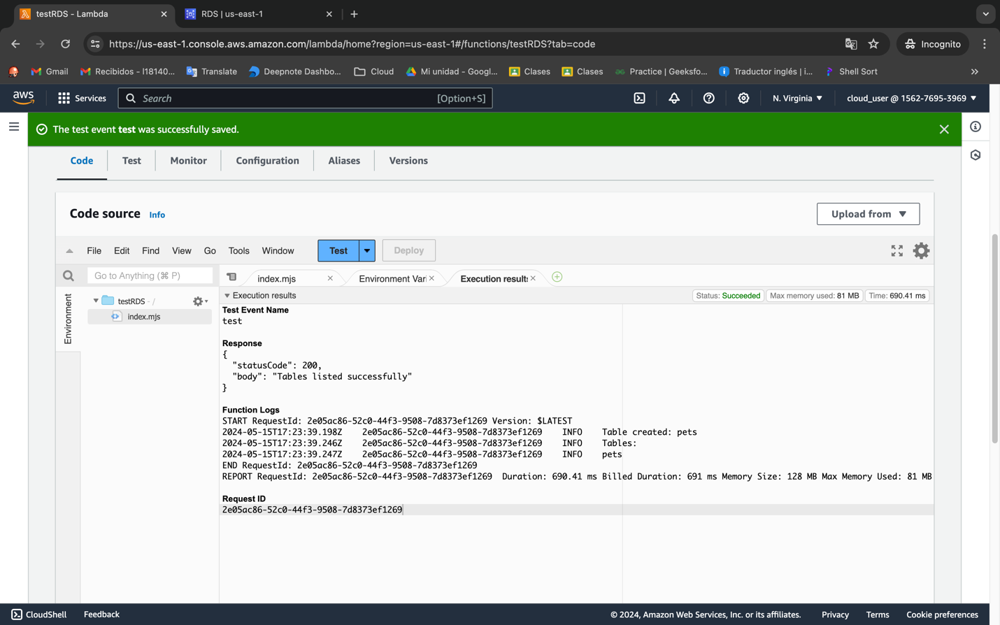 testRDS - Lambda
RDS | us-east-1
https://us-east-1.console.aws.amazon.com/lambda/home?region=us-east-1#/functions/testRDS?tab=code
Incognito
Gmail
Recibidos - l18140...
Translate
Deepnote Dashbo...
Cloud
Mi unidad - Googl...
Clases
Clases
Practice | Geeksfo...
Traductor inglés | i...
Shell Sort
»
aws
Services
Search
[Option+S]
N. Virginia
cloud_user @ 1562-7695-3969
The test event test was successfully saved.
Code
Test
Monitor
Configuration
Aliases
Versions
Code source
Info
Upload from
File
Edit
Find
View
Go
Tools
Window
Test
Deploy
Go to Anything (⌘ P)
index.mjs
Environment Vari
Execution results
Environment
testRDS - /
index.mjs
Execution results
Status: Succeeded
Max memory used: 81 MB
Time: 690.41 ms
Test Event Name
test
Response
{
"statusCode": 200,
"body": "Tables listed successfully"
}
Function Logs
START RequestId: 2e05ac86-52c0-44f3-9508-7d8373ef1269 Version: $LATEST
2024-05-15T17:23:39.198Z 2e05ac86-52c0-44f3-9508-7d8373ef1269 INFO Table created: pets
2024-05-15T17:23:39.246Z 2e05ac86-52c0-44f3-9508-7d8373ef1269 INFO Tables:
2024-05-15T17:23:39.247Z 2e05ac86-52c0-44f3-9508-7d8373ef1269 INFO pets
END RequestId: 2e05ac86-52c0-44f3-9508-7d8373ef1269
REPORT RequestId: 2e05ac86-52c0-44f3-9508-7d8373ef1269 Duration: 690.41 ms Billed Duration: 691 ms Memory Size: 128 MB Max Memory Used: 81 MB
Request ID
2e05ac86-52c0-44f3-9508-7d8373ef1269
CloudShell
Feedback
© 2024, Amazon Web Services, Inc. or its affiliates.
Privacy
Terms
Cookie preferences